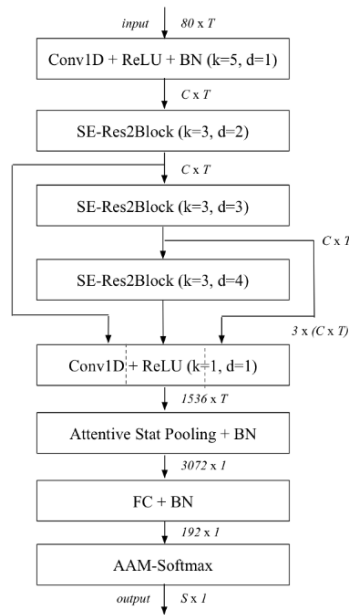 input 80 x T
Conv1D + ReLU + BN (k=5, d=1)
C x T
SE-Res2Block (k=3, d=2)
C x T
SE-Res2Block (k=3, d=3)
C x T
SE-Res2Block (k=3, d=4)
3 x (C x T)
Conv1D + ReLU (k=1, d=1)
1536 x T
Attentive Stat Pooling + BN
3072 x 1
FC + BN
192 x 1
AAM-Softmax
output S x 1